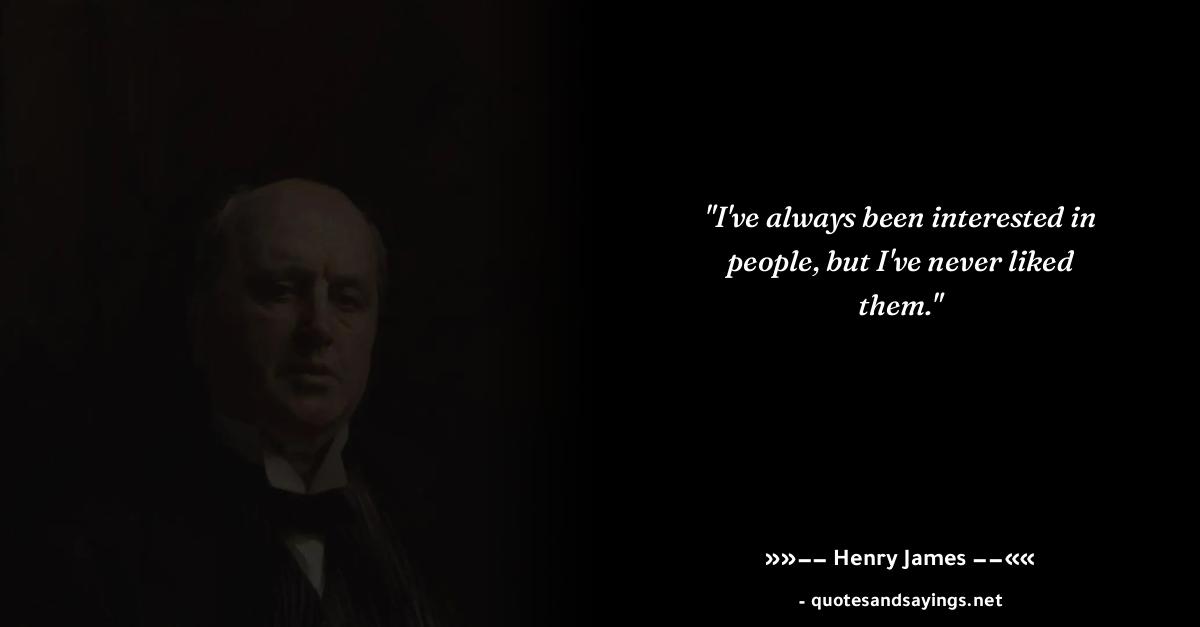 "I've always been interested in
people, but I've never liked
them."
»»–– Henry James ––««
- quotesandsayings.net